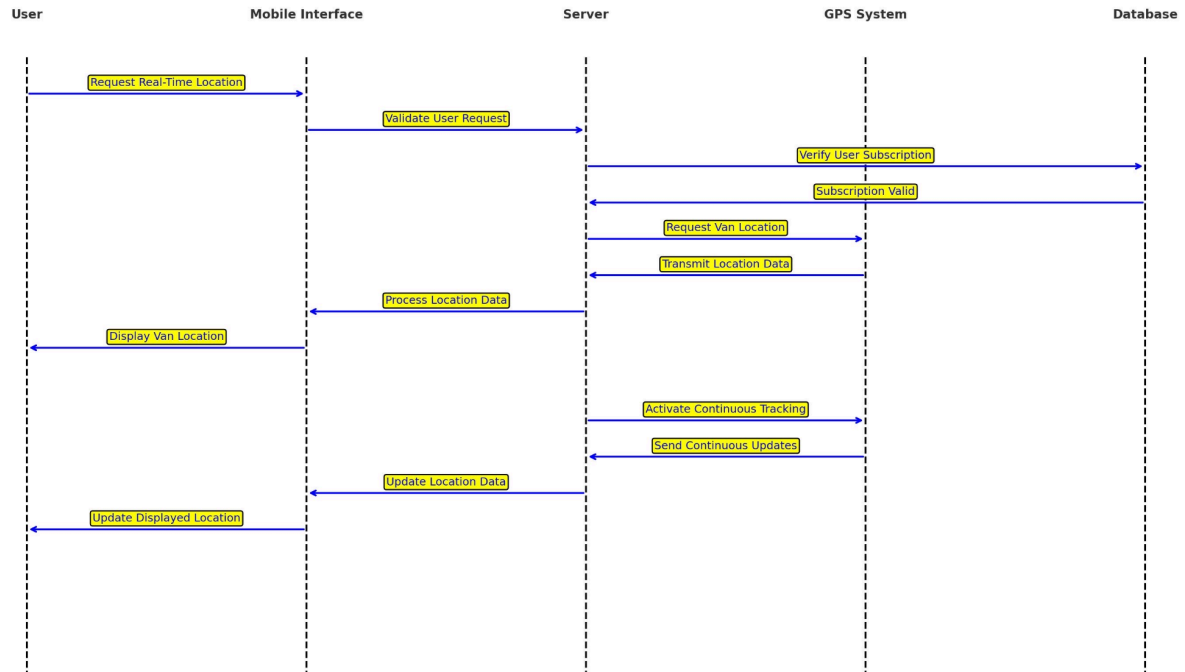 User Mobile Interface Server GPS System Database
Request Real-Time Location
Validate User Request
Verify User Subscription
Subscription Valid
Request Van Location
Transmit Location Data
Process Location Data
Display Van Location
Activate Continuous Tracking
Send Continuous Updates
Update Location Data
Update Displayed Location